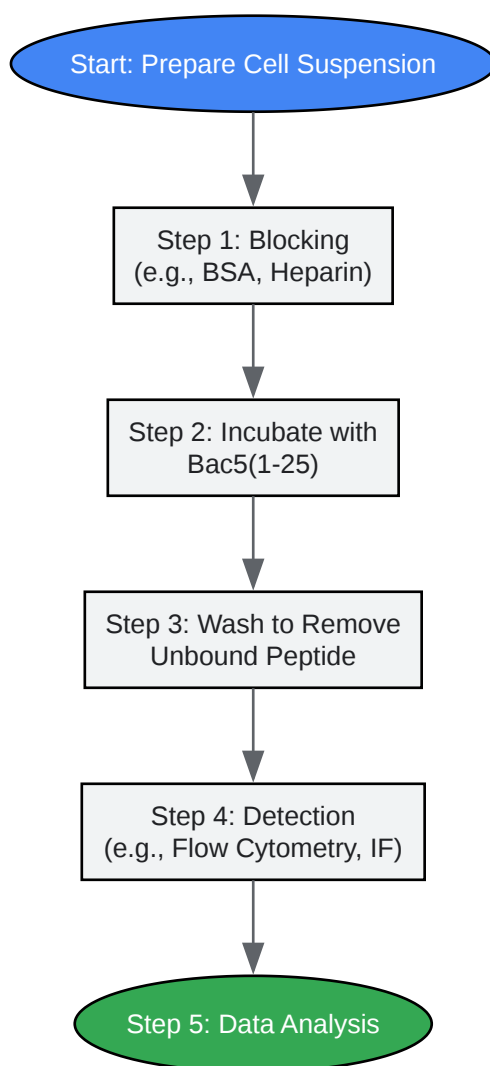 Start: Prepare Cell Suspension
Step 1: Blocking
(e.g., BSA, Heparin)
Step 2: Incubate with
Bac5(1-25)
Step 3: Wash to Remove
Unbound Peptide
Step 4: Detection
(e.g., Flow Cytometry, IF)
Step 5: Data Analysis